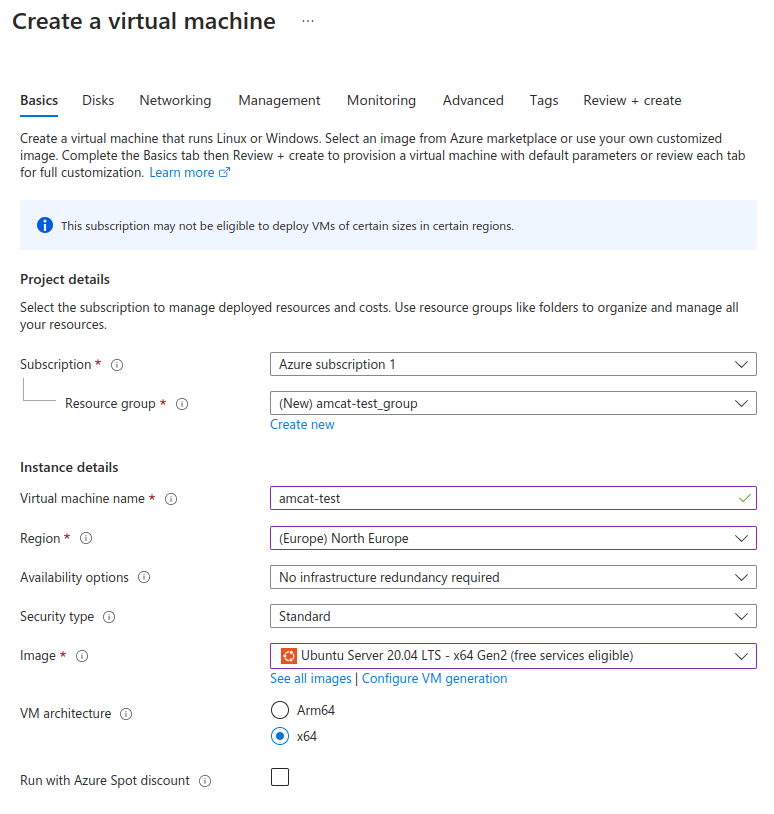 Create a virtual machine ...
Basics Disks Networking Management Monitoring Advanced Tags Review + create
Create a virtual machine that runs Linux or Windows. Select an image from Azure marketplace or use your own customized
image. Complete the Basics tab then Review + create to provision a virtual machine with default parameters or review each tab
for full customization. Learn more
This subscription may not be eligible to deploy VMs of certain sizes in certain regions.
Project details
Select the subscription to manage deployed resources and costs. Use resource groups like folders to organize and manage all
your resources.
Subscription * Azure subscription 1
Resource group * (New) amcat-test_group
Create new
Instance details
Virtual machine name * amcat-test
Region * (Europe) North Europe
Availability options No infrastructure redundancy required
Security type Standard
Image * Ubuntu Server 20.04 LTS - x64 Gen2 (free services eligible)
See all images | Configure VM generation
VM architecture Arm64
x64
Run with Azure Spot discount